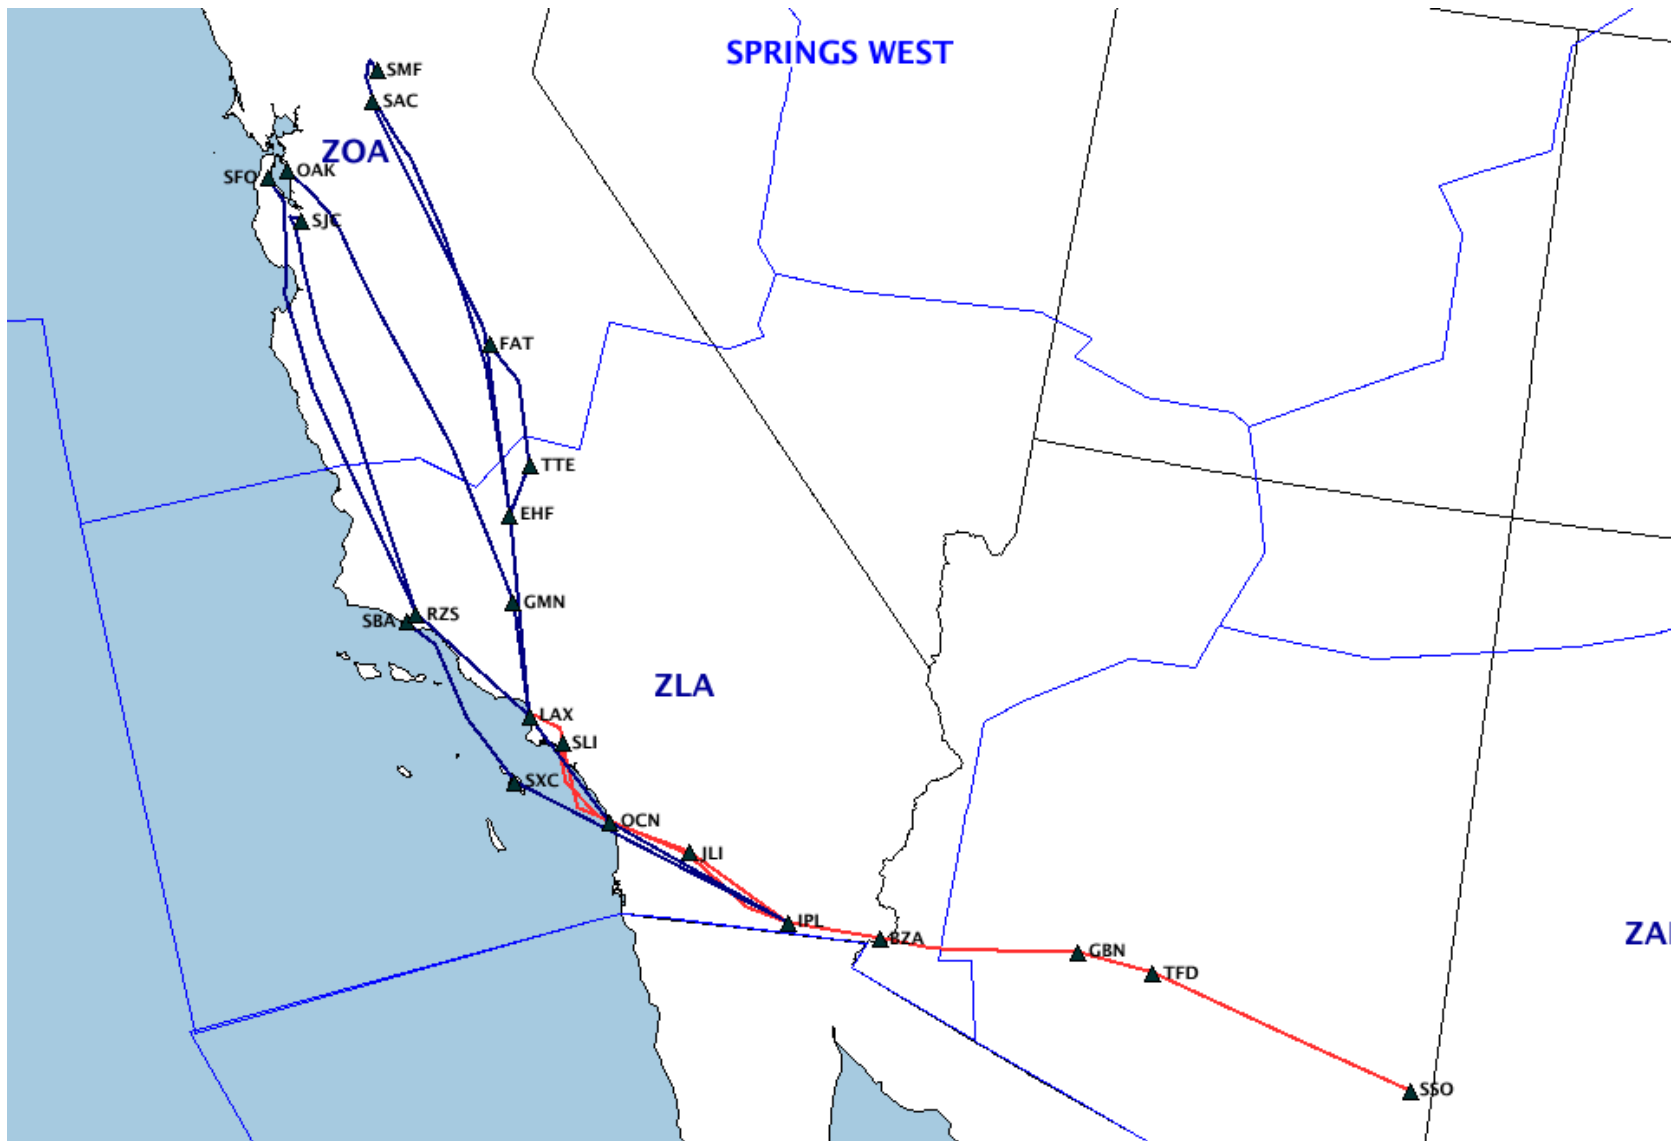 SPRINGS WEST
SMF
SAC
ZOA
OAK
SFO
SJC
FAT
TTE
EHF
GMN
RZS
SBA
ZLA
LAX
SLI
SXC
OCN
JLI
IPL
BZA
GBN
ZAB
TFD
SSO